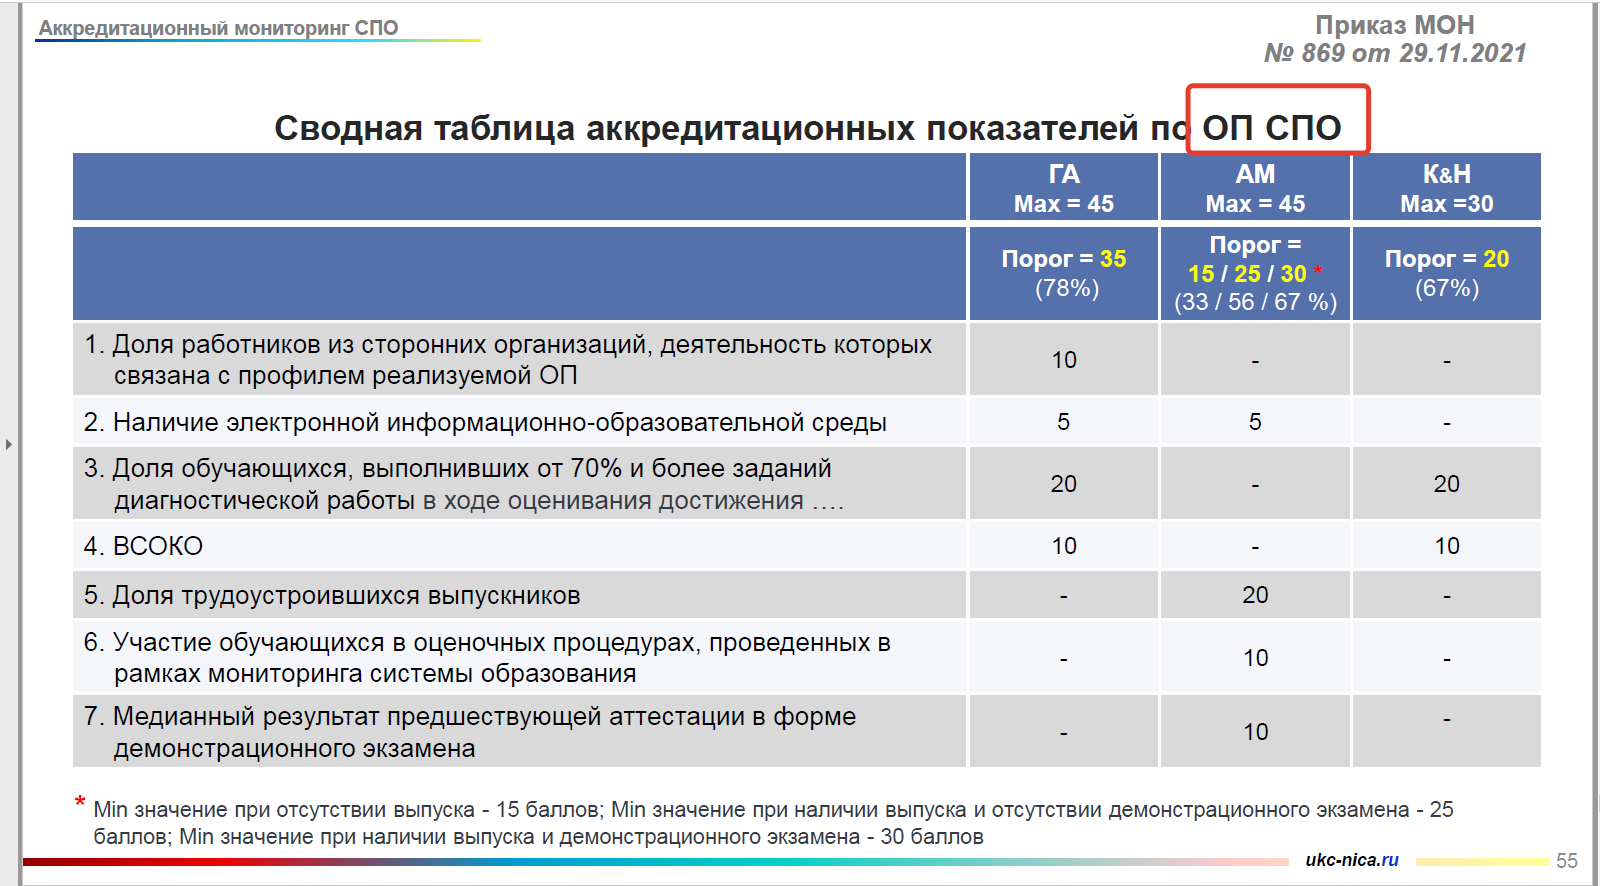 Аккредитационный мониторинг СПО
Приказ МОН
№ 869 от 29.11.2021
Сводная таблица аккредитационных показателей по ОП СПО
ГА
Max = 45
АМ
Max = 45
К&Н
Max =30
Порог = 35
(78%)
Порог =
15 / 25 / 30 *
(33 / 56 / 67 %)
Порог = 20
(67%)
1. Доля работников из сторонних организаций, деятельность которых
связана с профилем реализуемой ОП
10
-
-
2. Наличие электронной информационно-образовательной среды
5
5
-
3. Доля обучающихся, выполнивших от 70% и более заданий
диагностической работы в ходе оценивания достижения ….
20
-
20
4. ВСОКО
10
-
10
5. Доля трудоустроившихся выпускников
-
20
-
6. Участие обучающихся в оценочных процедурах, проведенных в
рамках мониторинга системы образования
-
10
-
7. Медианный результат предшествующей аттестации в форме
демонстрационного экзамена
-
10
-
* Min значение при отсутствии выпуска - 15 баллов; Min значение при наличии выпуска и отсутствии демонстрационного экзамена - 25
баллов; Min значение при наличии выпуска и демонстрационного экзамена - 30 баллов
ukc-nica.ru
55